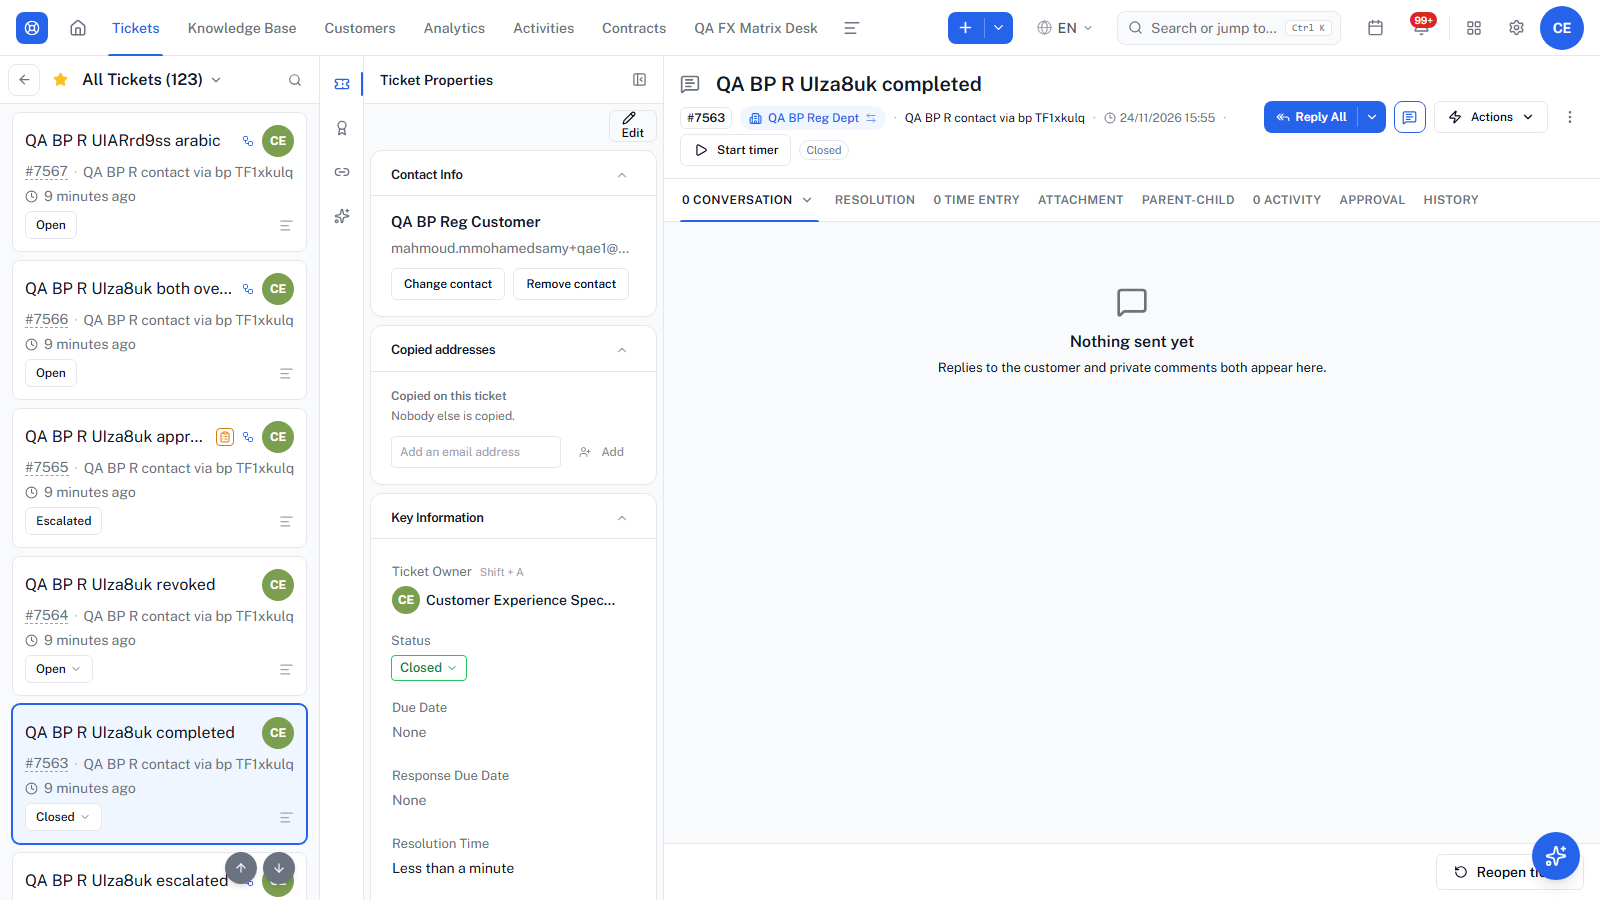 Tickets
Knowledge Base
Customers
Analytics
Activities
Contracts
QA FX Matrix Desk
EN
Search or jump to...
Ctrl K
99+
CE
All Tickets (123)
QA BP R UIARrd9ss arabic
CE
#7567 · QA BP R contact via bp TF1xkulq
9 minutes ago
Open
QA BP R UIza8uk both ove...
CE
#7566 · QA BP R contact via bp TF1xkulq
9 minutes ago
Open
QA BP R UIza8uk appr...
CE
#7565 · QA BP R contact via bp TF1xkulq
9 minutes ago
Escalated
QA BP R UIza8uk revoked
CE
#7564 · QA BP R contact via bp TF1xkulq
9 minutes ago
Open
QA BP R UIza8uk completed
CE
#7563 · QA BP R contact via bp TF1xkulq
9 minutes ago
Closed
QA BP R UIza8uk escalated
Ticket Properties
Edit
Contact Info
QA BP Reg Customer
mahmoud.mmohamedsamy+qae1@...
Change contact
Remove contact
Copied addresses
Copied on this ticket
Nobody else is copied.
Add an email address
Add
Key Information
Ticket Owner Shift + A
CE Customer Experience Spec...
Status
Closed
Due Date
None
Response Due Date
None
Resolution Time
Less than a minute
QA BP R UIza8uk completed
#7563
QA BP Reg Dept
· QA BP R contact via bp TF1xkulq · 24/11/2026 15:55 ·
Start timer
Closed
Reply All
Actions
0 CONVERSATION
RESOLUTION
0 TIME ENTRY
ATTACHMENT
PARENT-CHILD
0 ACTIVITY
APPROVAL
HISTORY
Nothing sent yet
Replies to the customer and private comments both appear here.
Reopen